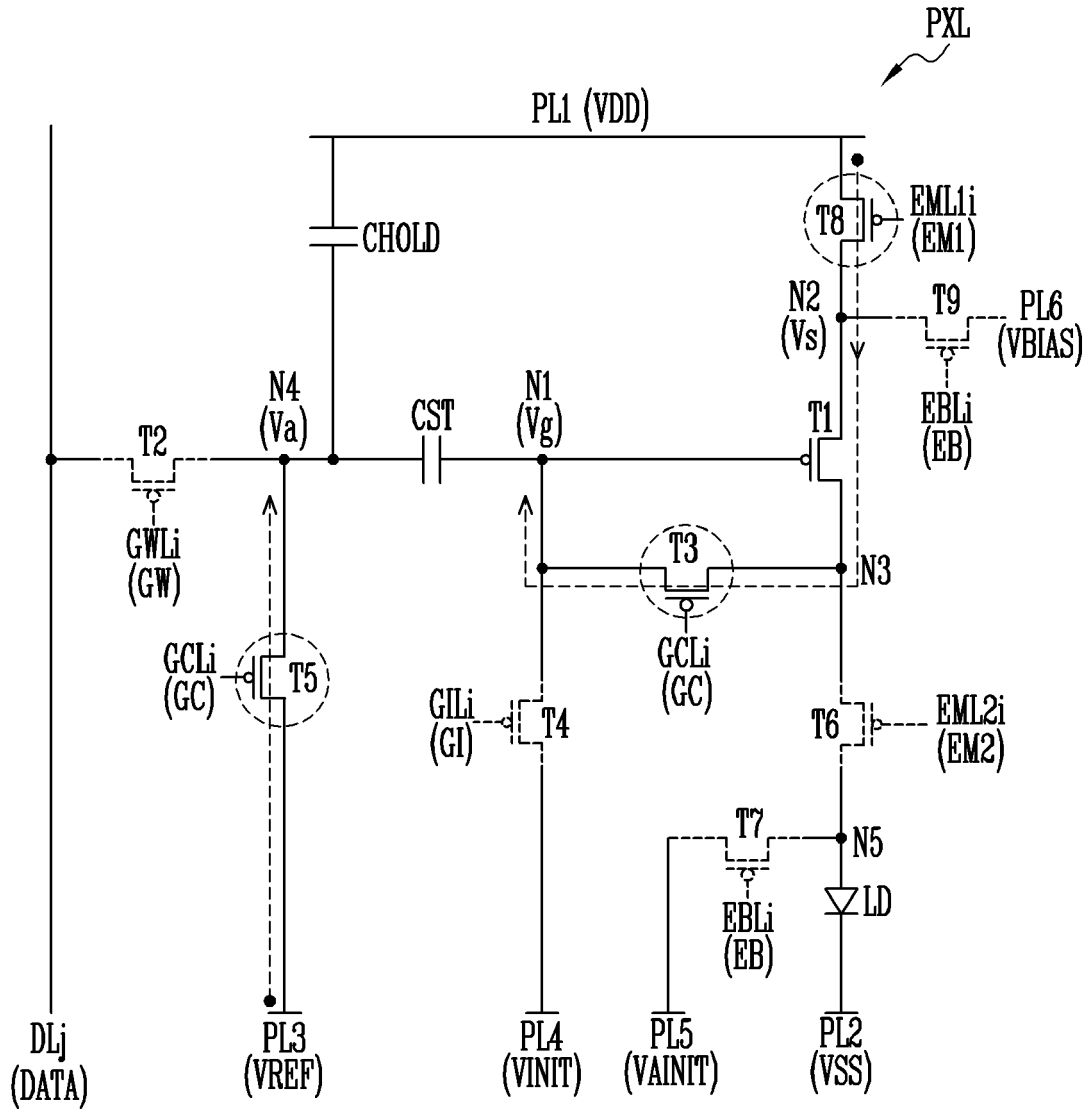 PXL
PL1 (VDD)
CHOLD
T8
EML1i
(EM1)
N2
(Vs)
T9
PL6
(VBIAS)
EBLi
(EB)
N4
(Va)
CST
N1
(Vg)
T1
T2
GWLi
(GW)
T3
N3
GCLi
(GC)
GCLi
(GC)
T5
GILi
(GI)
T4
T6
EML2i
(EM2)
T7
N5
EBLi
(EB)
LD
DLj
(DATA)
PL3
(VREF)
PL4
(VINIT)
PL5
(VAINIT)
PL2
(VSS)